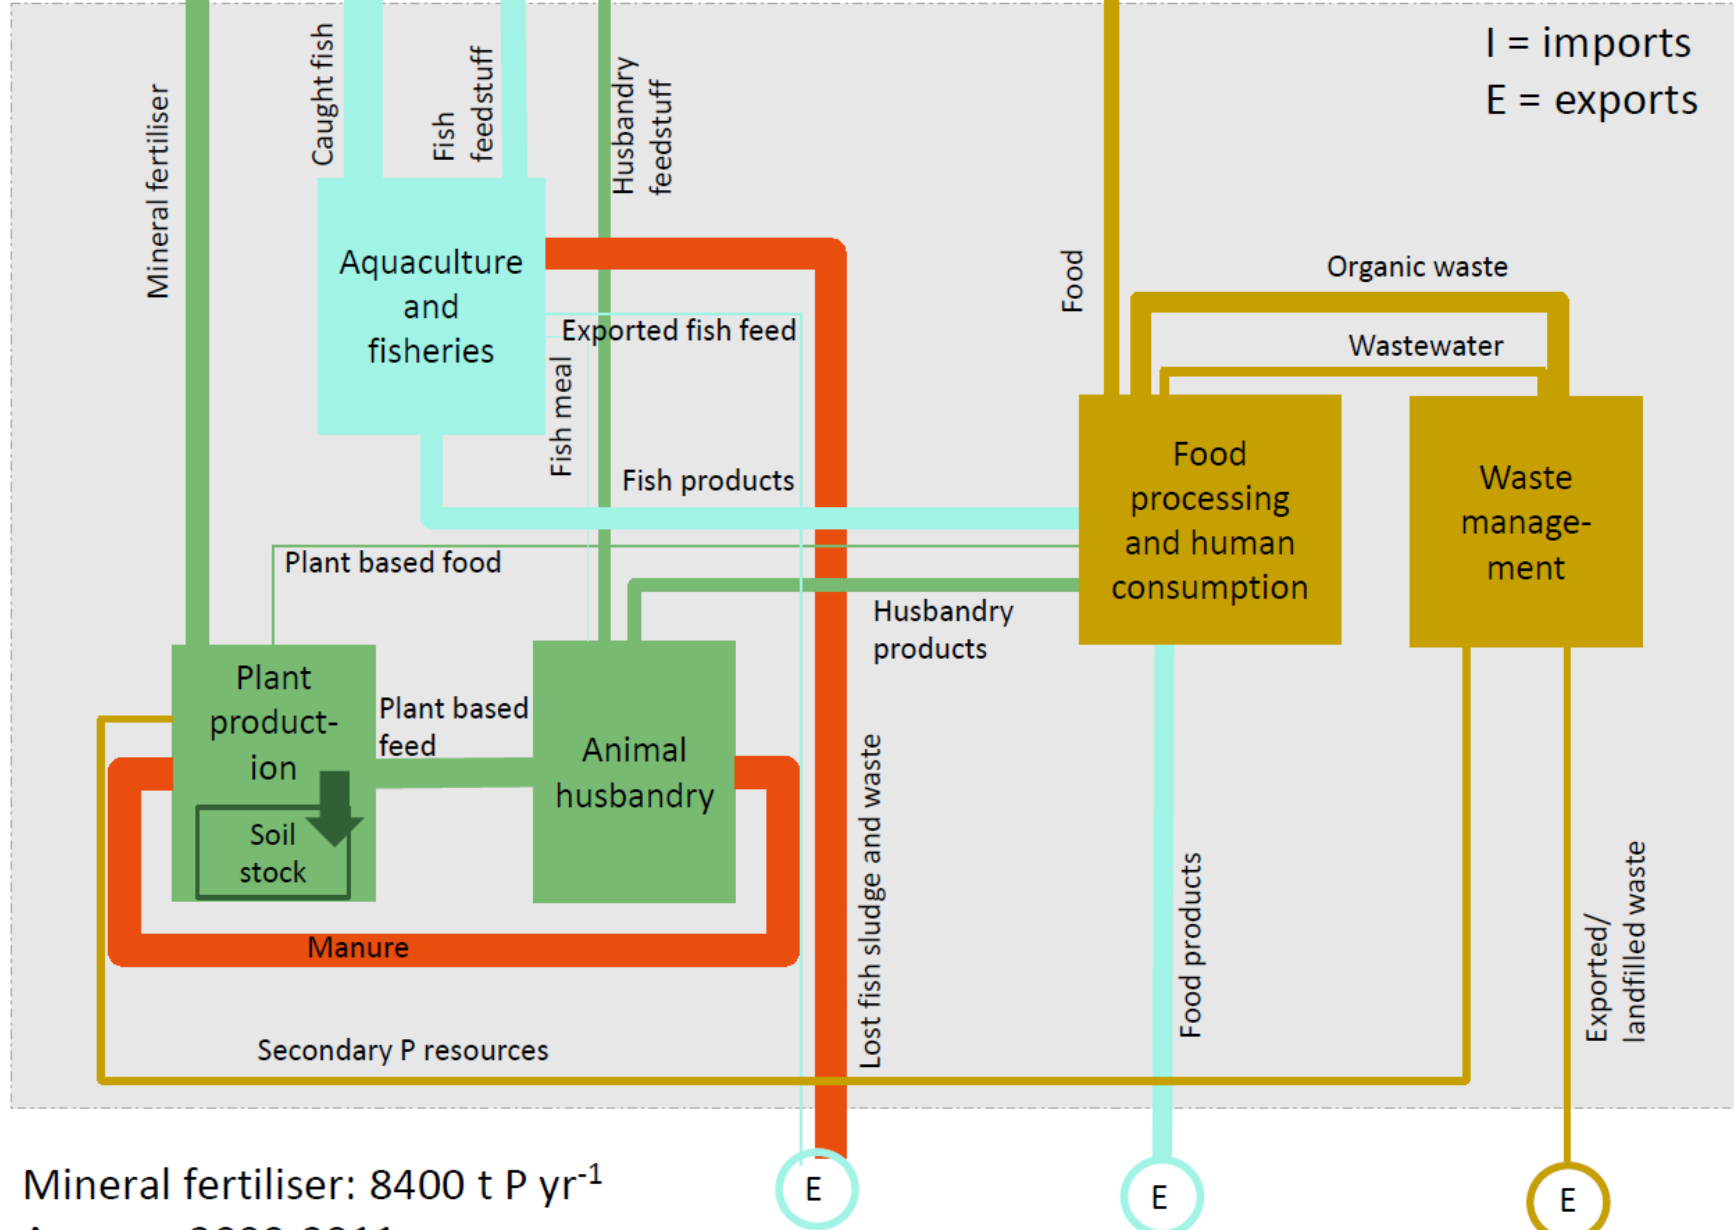 I = imports
E = exports
Caught fish
Fish
feedstuff
Husbandry
feedstuff
Mineral fertiliser
Food
Aquaculture
and
fisheries
Organic waste
Exported fish feed
Wastewater
Fish meal
Fish products
Food
processing
and human
consumption
Waste
manage-
ment
Plant based food
Husbandry
products
Plant
product-
ion
Plant based
feed
Animal
husbandry
Soil
stock
Manure
Lost fish sludge and waste
Food products
Exported/
landfilled waste
Secondary P resources
E
E
E
Mineral fertiliser: 8400 t P yr-1